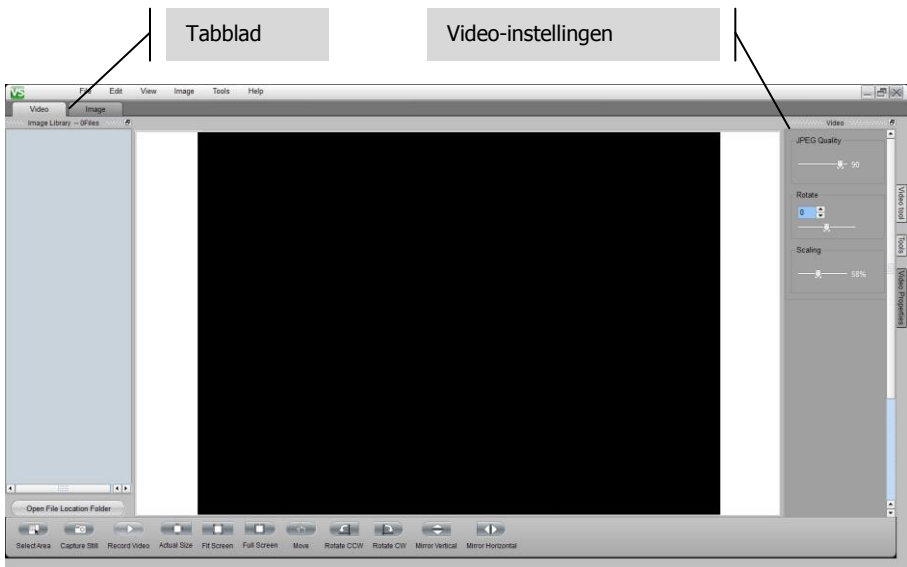 Tabblad
Video-instellingen
VS
File Edit View Image Tools Help
Video Image
Image Library -- 0Files
Video
JPEG Quality
90
Rotate
0
Scaling
58%
Video tool
Tools
Video Properties
Open File Location Folder
Select Area Capture Still Record Video Actual Size Fit Screen Full Screen Move Rotate CCW Rotate CW Mirror Vertical Mirror Horizontal